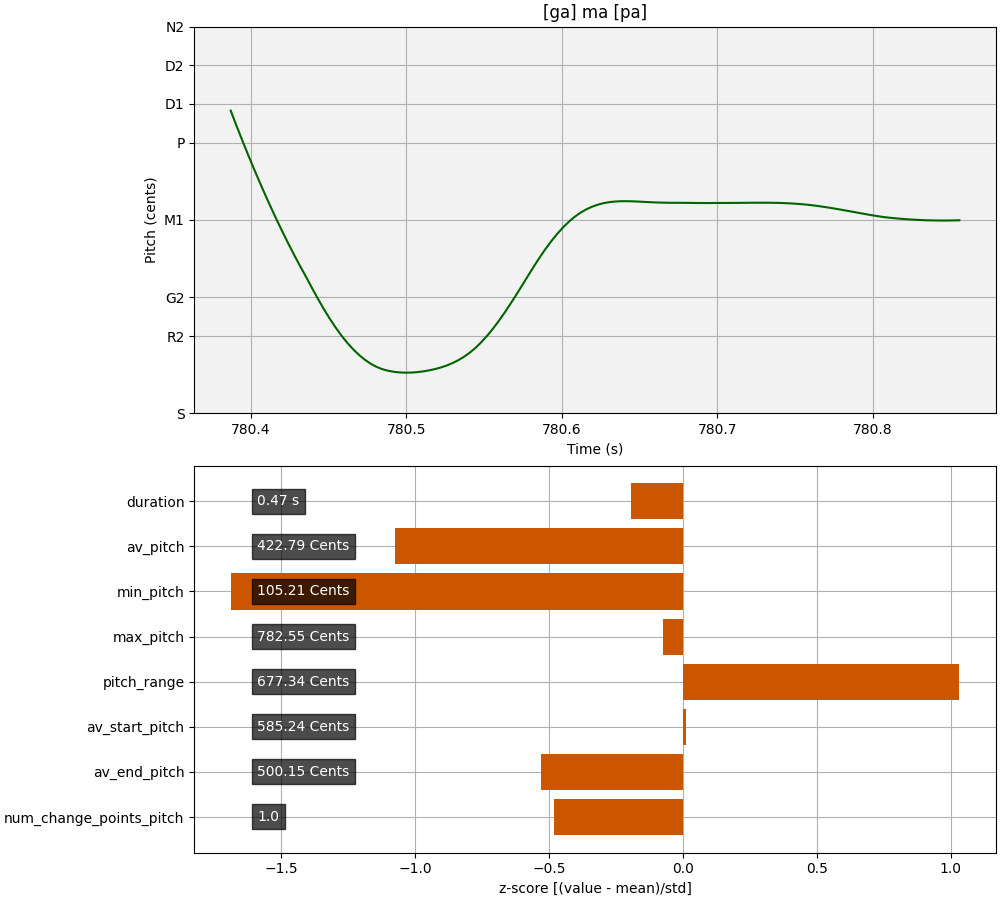 [ga] ma [pa]
N2
D2
D1
P
M1
G2
R2
S
Pitch (cents)
780.4 780.5 780.6 780.7 780.8
Time (s)
duration 0.47 s
av_pitch 422.79 Cents
min_pitch 105.21 Cents
max_pitch 782.55 Cents
pitch_range 677.34 Cents
av_start_pitch 585.24 Cents
av_end_pitch 500.15 Cents
num_change_points_pitch 1.0
−1.5 −1.0 −0.5 0.0 0.5 1.0
z-score [(value - mean)/std]